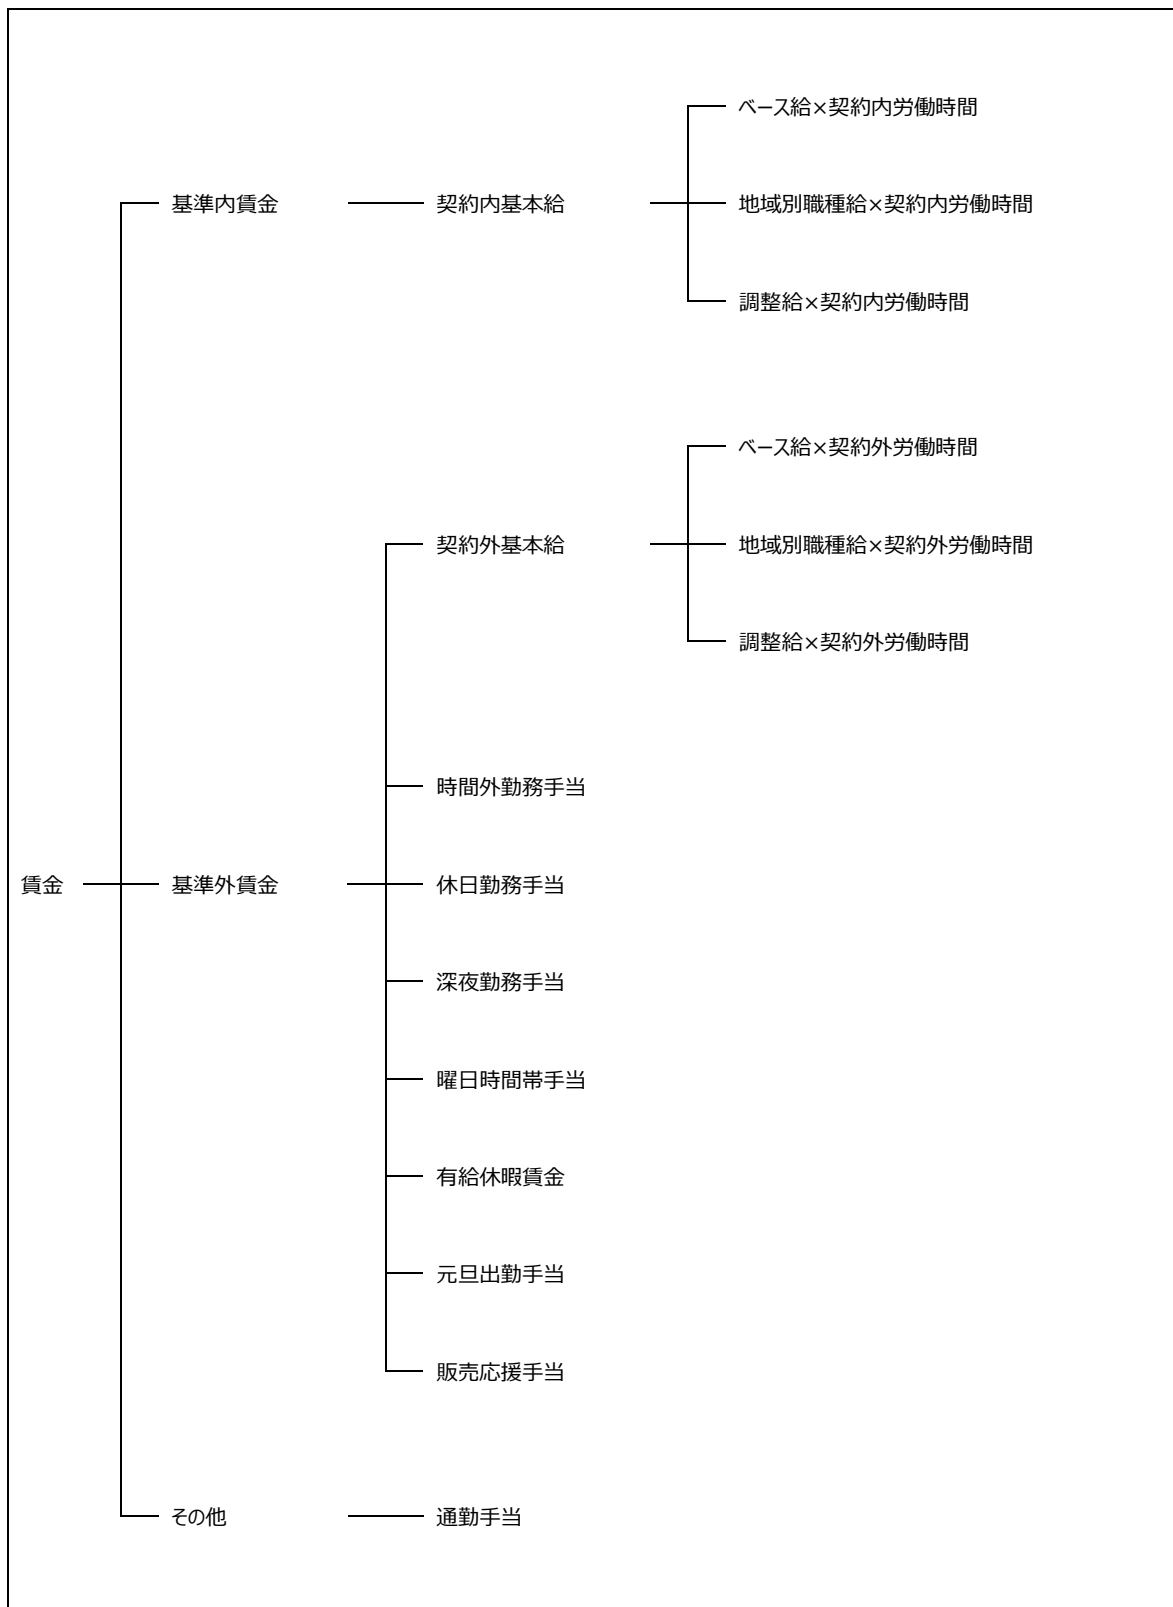 ベース給×契約内労働時間
基準内賃金 契約内基本給 地域別職種給×契約内労働時間
調整給×契約内労働時間
ベース給×契約外労働時間
契約外基本給 地域別職種給×契約外労働時間
調整給×契約外労働時間
時間外勤務手当
賃金 基準外賃金 休日勤務手当
深夜勤務手当
曜日時間帯手当
有給休暇賃金
元旦出勤手当
販売応援手当
その他 通勤手当